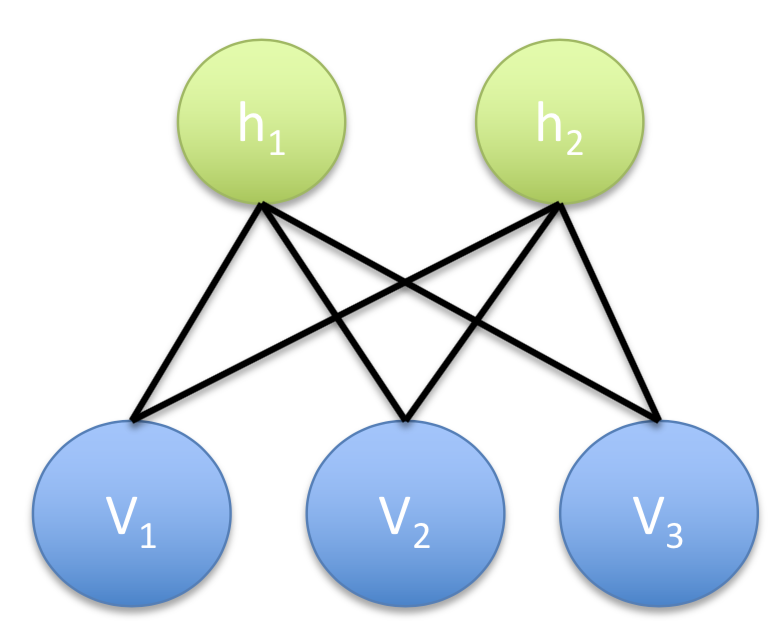 h₁ h₂
V₁ V₂ V₃